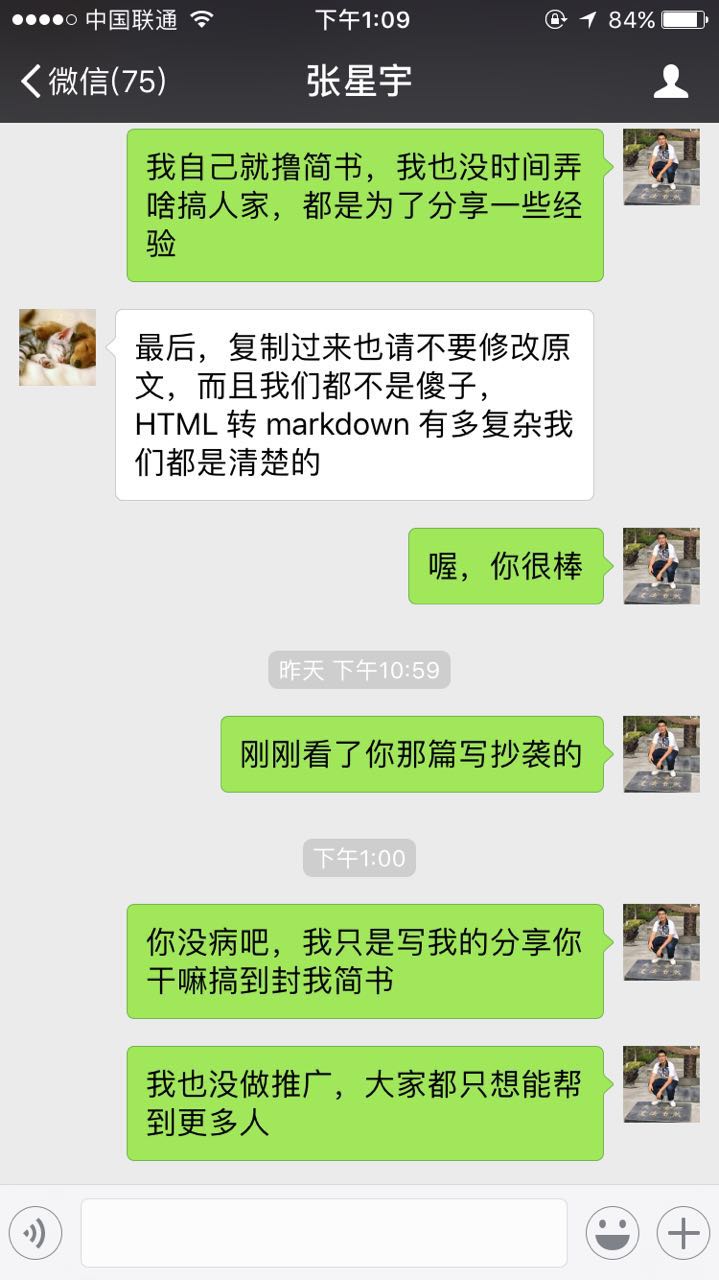 中国联通 下午1:09 84%
微信(75) 张星宇
我自己就撸简书，我也没时间弄
啥搞人家，都是为了分享一些经
验
最后，复制过来也请不要修改原
文，而且我们都不是傻子，
HTML 转 markdown 有多复杂我
们都是清楚的
喔，你很棒
昨天 下午10:59
刚刚看了你那篇写抄袭的
下午1:00
你没病吧，我只是写我的分享你
干嘛搞到封我简书
我也没做推广，大家都只想能帮
到更多人